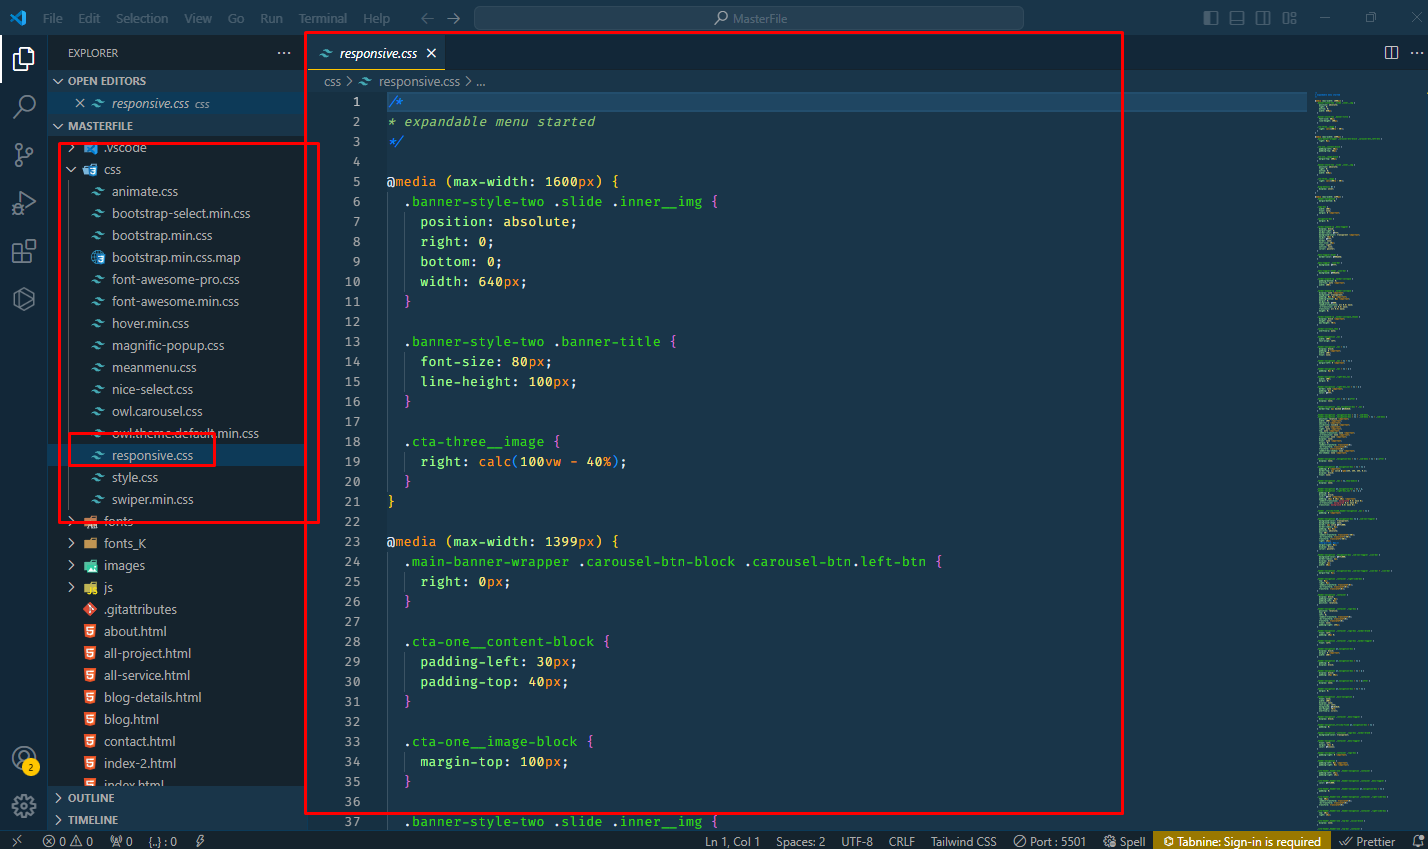 File Edit Selection View Go Run Terminal Help MasterFile
EXPLORER
OPEN EDITORS
responsive.css css
MASTERFILE
.vscode
css
animate.css
bootstrap-select.min.css
bootstrap.min.css
bootstrap.min.css.map
font-awesome-pro.css
font-awesome.min.css
hover.min.css
magnific-popup.css
meanmenu.css
nice-select.css
owl.carousel.css
owl.theme.default.min.css
responsive.css
style.css
swiper.min.css
fonts
fonts_K
images
js
.gitattributes
about.html
all-project.html
all-service.html
blog-details.html
blog.html
contact.html
index-2.html
index.html
OUTLINE
TIMELINE
responsive.css
css > responsive.css > ...
1 /*
2 * expandable menu started
3 */
4
5 @media (max-width: 1600px) {
6 .banner-style-two .slide .inner__img {
7 position: absolute;
8 right: 0;
9 bottom: 0;
10 width: 640px;
11 }
12
13 .banner-style-two .banner-title {
14 font-size: 80px;
15 line-height: 100px;
16 }
17
18 .cta-three__image {
19 right: calc(100vw - 40%);
20 }
21 }
22
23 @media (max-width: 1399px) {
24 .main-banner-wrapper .carousel-btn-block .carousel-btn.left-btn {
25 right: 0px;
26 }
27
28 .cta-one__content-block {
29 padding-left: 30px;
30 padding-top: 40px;
31 }
32
33 .cta-one__image-block {
34 margin-top: 100px;
35 }
36
37 .banner-style-two .slide .inner__img {
2
0 0 0 {..} : 0 Ln 1, Col 1 Spaces: 2 UTF-8 CRLF Tailwind CSS Port : 5501 Spell Tabnine: Sign-in is required Prettier